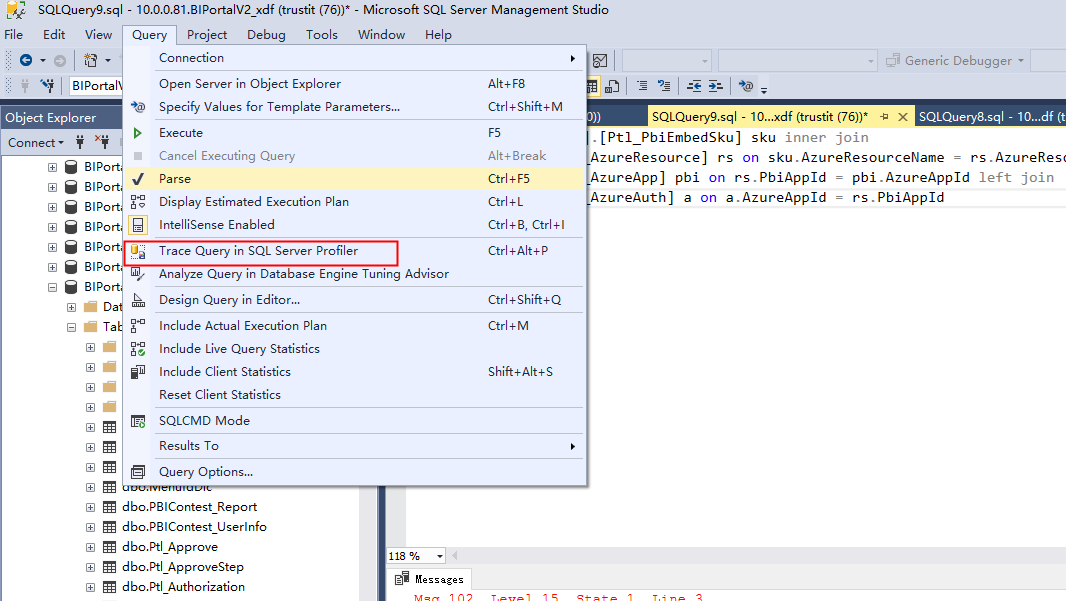 SQLQuery9.sql - 10.0.0.81.BIPortalV2_xdf (trustit (76))* - Microsoft SQL Server Management Studio
File Edit View Query Project Debug Tools Window Help
Generic Debugger
BIPortalV
Object Explorer
Connect
Connection
Open Server in Object Explorer Alt+F8
Specify Values for Template Parameters... Ctrl+Shift+M
Execute F5
Cancel Executing Query Alt+Break
Parse Ctrl+F5
Display Estimated Execution Plan Ctrl+L
IntelliSense Enabled Ctrl+B, Ctrl+I
Trace Query in SQL Server Profiler Ctrl+Alt+P
Analyze Query in Database Engine Tuning Advisor
Design Query in Editor... Ctrl+Shift+Q
Include Actual Execution Plan Ctrl+M
Include Live Query Statistics
Include Client Statistics Shift+Alt+S
Reset Client Statistics
SQLCMD Mode
Results To
Query Options...
0)) SQLQuery9.sql - 10...xdf (trustit (76))* SQLQuery8.sql - 10...df (t
].[Ptl_PbiEmbedSku] sku inner join
_AzureResource] rs on sku.AzureResourceName = rs.AzureReso
_AzureApp] pbi on rs.PbiAppId = pbi.AzureAppId left join
_AzureAuth] a on a.AzureAppId = rs.PbiAppId
BIPo
BIPo
BIPorta
BIPorta
BIPorta
BIPorta
BIPorta
Dat
Tab
dbo.MenuIdDic
dbo.PBIContest_Report
dbo.PBIContest_UserInfo
dbo.Ptl_Approve
dbo.Ptl_ApproveStep
dbo.Ptl_Authorization
118 %
Messages
Msg 102, Level 15, State 1, Line 3